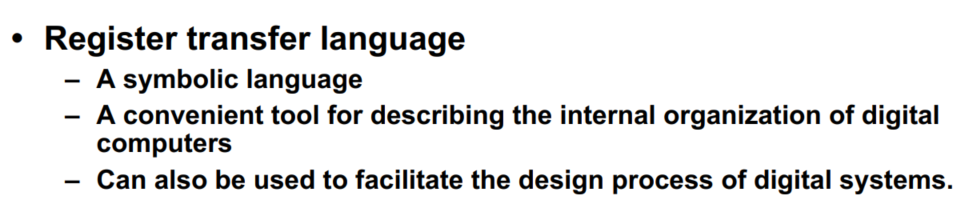 • Register transfer language
– A symbolic language
– A convenient tool for describing the internal organization of digital
computers
– Can also be used to facilitate the design process of digital systems.